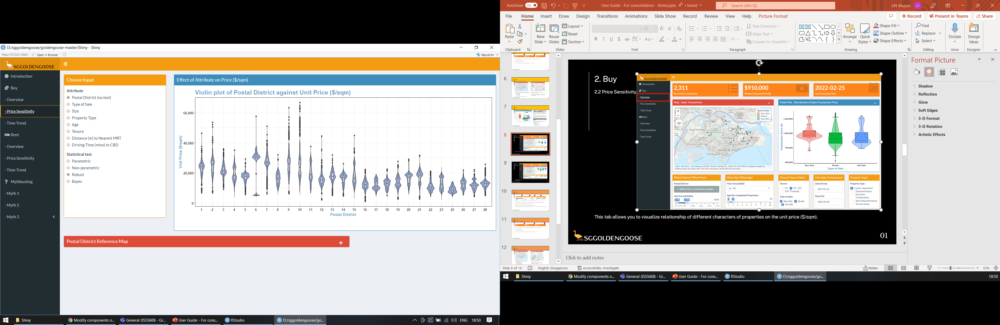 D:/sggoldengoose/goldengoose-master/Shiny - Shiny
http://127.0.0.1:5020
Open in Browser
Republish
SGGOLDENGOOSE
Introduction
Buy
- Overview
- Price Sensitivity
- Time Trend
Rent
- Overview
- Price Sensitivity
- Time Trend
? Mythbusting
- Myth 1
- Myth 2
- Myth 3
Choose Input
Attribute
Postal District (no test)
Type of Sale
Size
Property Type
Age
Tenure
Distance (m) to Nearest MRT
Driving Time (mins) to CBD
Statistical test
Parametric
Non-parametric
Robust
Bayes
Effect of Attribute on Price ($/sqm)
Violin plot of Postal District against Unit Price ($/sqm)
Unit Price ($/sqm)
60,000
40,000
20,000
0
1 2 3 4 5 6 7 8 9 10 11 12 13 14 15 16 17 18 19 20 21 22 23 25 26 27 28
Postal District
Postal District Reference Map
Shiny
Modify components o...
General (ISSS608 - Gr...
User Guide - For cons...
RStudio
D:/sggoldengoose/go...
ENG
18:50
AutoSave On
User Guide - For consolidation - Annie.pptx • Saved
Search (Alt+Q)
LIN Shuyan LS
File Home Insert Draw Design Transitions Animations Slide Show Record Review View Help Picture Format
Record
Present in Teams
Share
Paste
Clipboard
New Slide
Reuse Slides
Layout
Reset
Section
Slides
20
Font
Text Direction
Align Text
Convert to SmartArt
Paragraph
Arrange
Quick Styles
Shape Fill
Shape Outline
Shape Effects
Drawing
Find
Replace
Select
Editing
Dictate
Voice
Design Ideas
Designer
6
7
8
9
10
11
12
2. Buy
2.2 Price Sensitivity
SGGOLDENGOOSE
Introduction
Buy
- Overview
- Price Sensitivity
- Time Trend
Rent
- Overview
- Price Sensitivity
- Time Trend
2,311
No. of Sales Transactions
$910,000
Median Transacted Price($)
2022-02-25
Last Transaction Date
Map - Sales Transactions
Type of Sale
New Sale
Resale
Sub Sale
SINGAPORE
Violin Plot - Distribution of Sales Transaction Price
Transaction Price ($)
1,250,000
1,000,000
750,000
500,000
New Sale
Resale
Sub Sale
Type of Sale
Which District? What Price?
Postal District:
1 - Raffles Place, Cecil, Marina, People's
Unit Price ($/SQM):
What Size? What Age?
Floor Area (SQM):
61 - 90
Age (For Completed Properties):
Tenure? Type of Sales?
Tenure:
< 99
99 - 110
929 - Freehold
Type of Sales:
New Sale
Resale
Sub Sale
Past Sales Transactions?
Date (From):
2019-01-01
Date (To):
2022-02-28
Property Type?
Property Type:
Condo / Apartment
Detached House
Executive Condominium
Semi-Detached House
Terrace House
This tab allows you to visualize relationship of different characters of properties on the unit price ($/sqm).
SGGOLDENGOOSE
01
Click to add notes
Format Picture
Shadow
Reflection
Glow
Soft Edges
3-D Format
3-D Rotation
Artistic Effects
Slide 8 of 14
English (Singapore)
Accessibility: Investigate
Notes
53%
Shiny
Modify components o...
General (ISSS608 - Gr...
User Guide - For cons...
RStudio
D:/sggoldengoose/go...
18:50